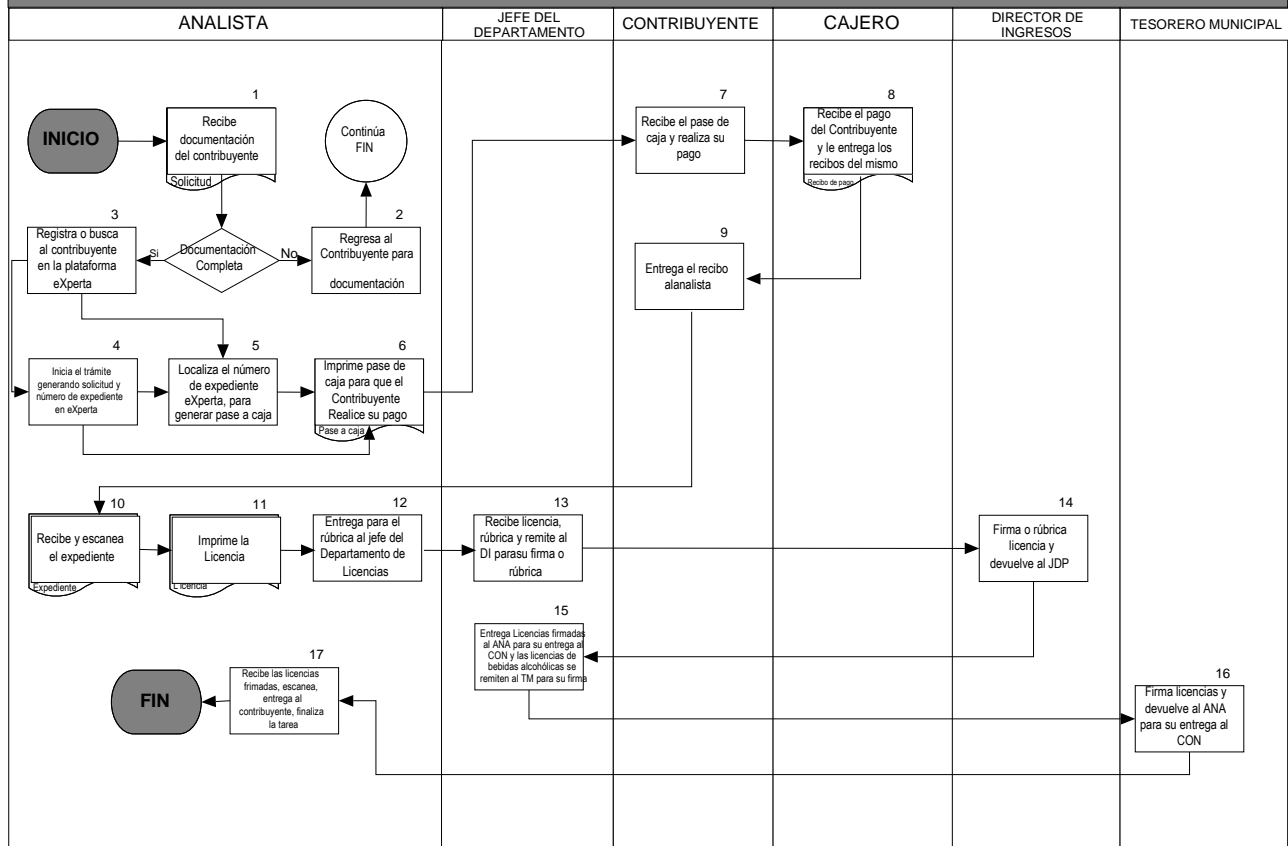 ANALISTA
JEFE DEL
DEPARTAMENTO
CONTRIBUYENTE
CAJERO
DIRECTOR DE
INGRESOS
TESORERO MUNICIPAL
INICIO
1
Recibe
documentación
del contribuyente
Solicitud
Continúa
FIN
7
Recibe el pase de
caja y realiza su
pago
8
Recibe el pago
del Contribuyente
y le entrega los
recibos del mismo
Recibo de pago
3
Registra o busca
al contribuyente
en la plataforma
eXperta
Si
Documentación
Completa
No
2
Regresa al
Contribuyente para
documentación
9
Entrega el recibo
alanalista
4
Inicia el trámite
generando solicitud y
número de expediente
en eXperta
5
Localiza el número
de expediente
eXperta, para
generar pase a caja
6
Imprime pase de
caja para que el
Contribuyente
Realice su pago
Pase a caja
10
Recibe y escanea
el expediente
Expediente
11
Imprime la
Licencia
Licencia
12
Entrega para el
rúbrica al jefe del
Departamento de
Licencias
13
Recibe licencia,
rúbrica y remite al
DI parasu firma o
rúbrica
14
Firma o rúbrica
licencia y
devuelve al JDP
15
Entrega Licencias firmadas
al ANA para su entrega al
CON y las licencias de
bebidas alcohólicas se
remiten al TM para su firma
16
Firma licencias y
devuelve al ANA
para su entrega al
CON
17
Recibe las licencias
frimadas, escanea,
entrega al
contribuyente, finaliza
la tarea
FIN